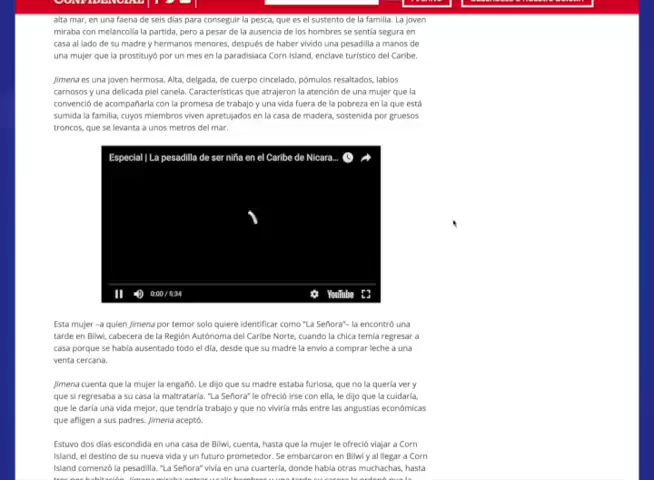 CONFIDENCIAL
alta mar, en una faena de seis días para conseguir la pesca, que es el sustento de la familia. La joven
miraba con melancolía la partida, pero a pesar de la ausencia de los hombres se sentía segura en
casa al lado de su madre y hermanos menores, después de haber vivido una pesadilla a manos de
una mujer que la prostituyó por un mes en la paradisiaca Corn Island, enclave turístico del Caribe.
Jimena es una joven hermosa. Alta, delgada, de cuerpo cincelado, pómulos resaltados, labios
carnosos y una delicada piel canela. Características que atrajeron la atención de una mujer que la
convenció de acompañarla con la promesa de trabajo y una vida fuera de la pobreza en la que está
sumida la familia, cuyos miembros viven apretujados en la casa de madera, sostenida por gruesos
troncos, que se levanta a unos metros del mar.
Especial | La pesadilla de ser niña en el Caribe de Nicara...
0:00 / 5:34
YouTube
Esta mujer –a quien Jimena por temor solo quiere identificar como "La Señora"– la encontró una
tarde en Bilwi, cabecera de la Región Autónoma del Caribe Norte, cuando la chica temía regresar a
casa porque se había ausentado todo el día, desde que su madre la envío a comprar leche a una
venta cercana.
Jimena cuenta que la mujer la engañó. Le dijo que su madre estaba furiosa, que no la quería ver y
que si regresaba a su casa la maltrataría. "La Señora" le ofreció irse con ella, le dijo que la cuidaría,
que le daría una vida mejor, que tendría trabajo y que no viviría más entre las angustias económicas
que afligen a sus padres. Jimena aceptó.
Estuvo dos días escondida en una casa de Bilwi, cuenta, hasta que la mujer le ofreció viajar a Corn
Island, el destino de su nueva vida y un futuro prometedor. Se embarcaron en Bilwi y al llegar a Corn
Island comenzó la pesadilla. "La Señora" vivía en una cuartería, donde había otras muchachas, hasta